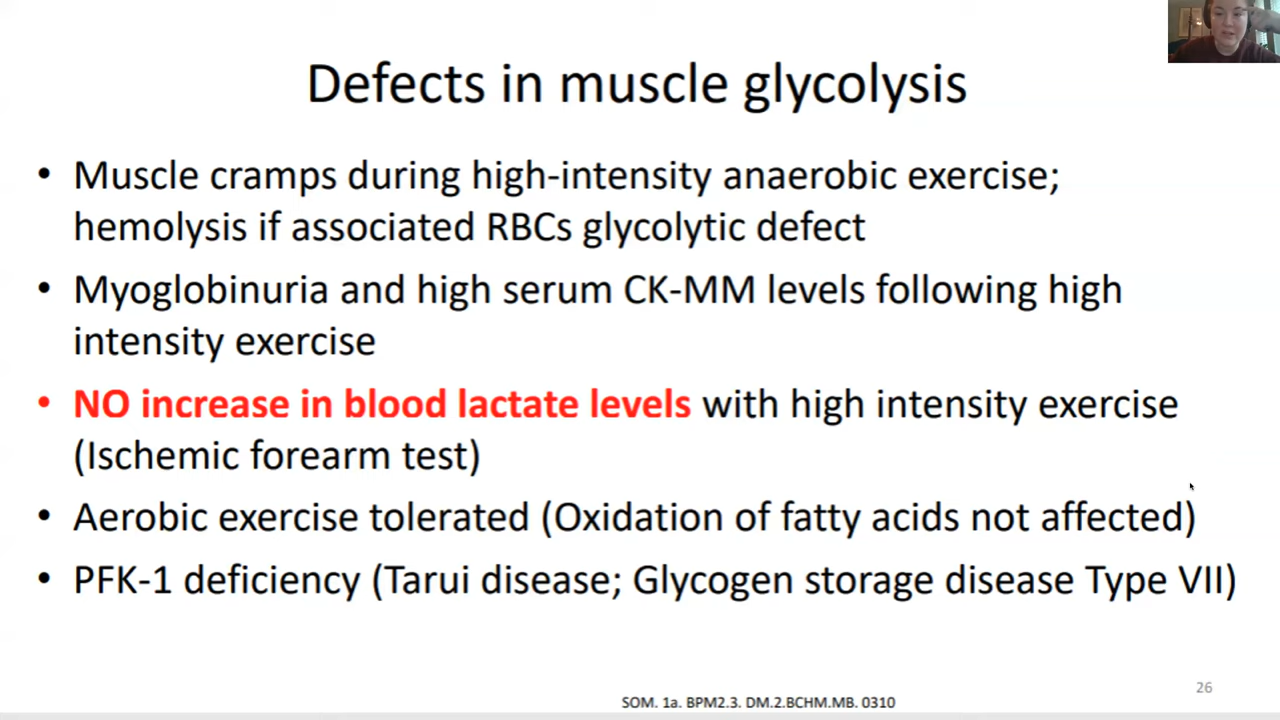 Defects in muscle glycolysis
• Muscle cramps during high-intensity anaerobic exercise;
hemolysis if associated RBCs glycolytic defect
• Myoglobinuria and high serum CK-MM levels following high
intensity exercise
• NO increase in blood lactate levels with high intensity exercise
(Ischemic forearm test)
• Aerobic exercise tolerated (Oxidation of fatty acids not affected)
• PFK-1 deficiency (Tarui disease; Glycogen storage disease Type VII)
26
SOM. 1a. BPM2.3. DM.2.BCHM.MB. 0310